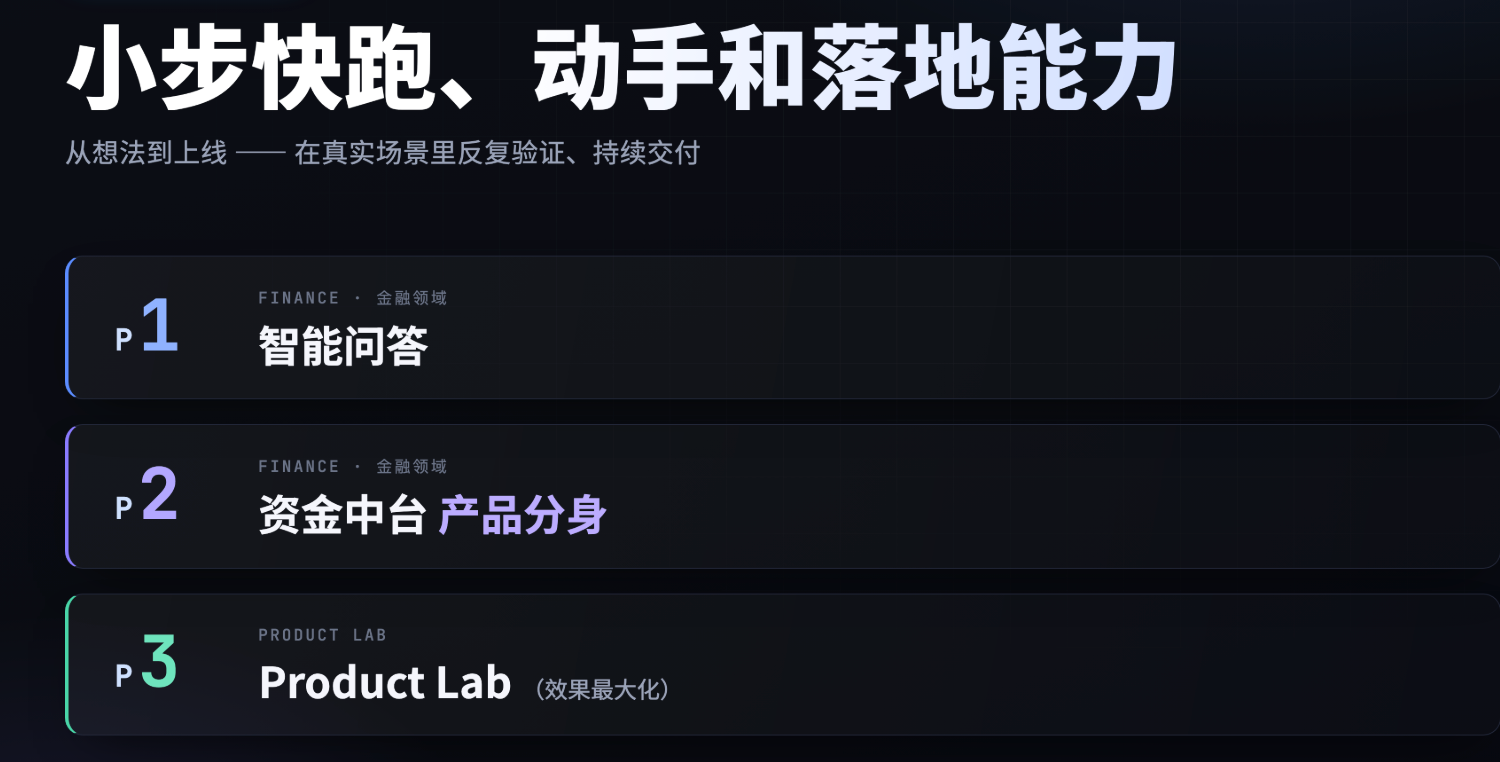 小步快跑、动手和落地能力
从想法到上线 —— 在真实场景里反复验证、持续交付
P1
FINANCE · 金融领域
智能问答
P2
FINANCE · 金融领域
资金中台 产品分身
P3
PRODUCT LAB
Product Lab （效果最大化）